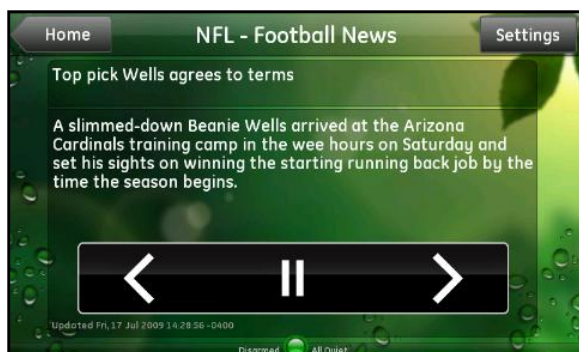 Home
NFL - Football News
Settings
Top pick Wells agrees to terms
A slimmed-down Beanie Wells arrived at the Arizona
Cardinals training camp in the wee hours on Saturday and
set his sights on winning the starting running back job by the
time the season begins.
Updated Fri, 17 Jul 2009 14:28:56 -0400
Disarmed All Quiet